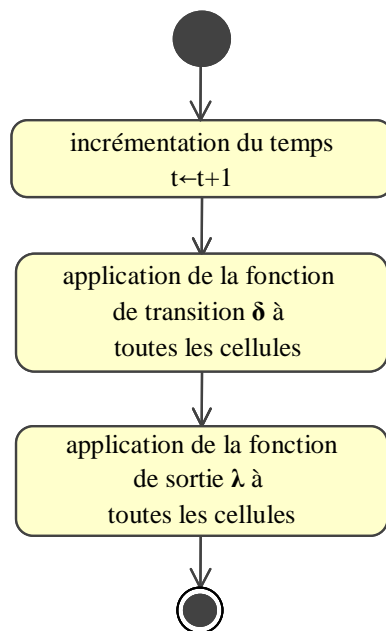 incrémentation du temps
t←t+1
application de la fonction
de transition δ à
toutes les cellules
application de la fonction
de sortie λ à
toutes les cellules